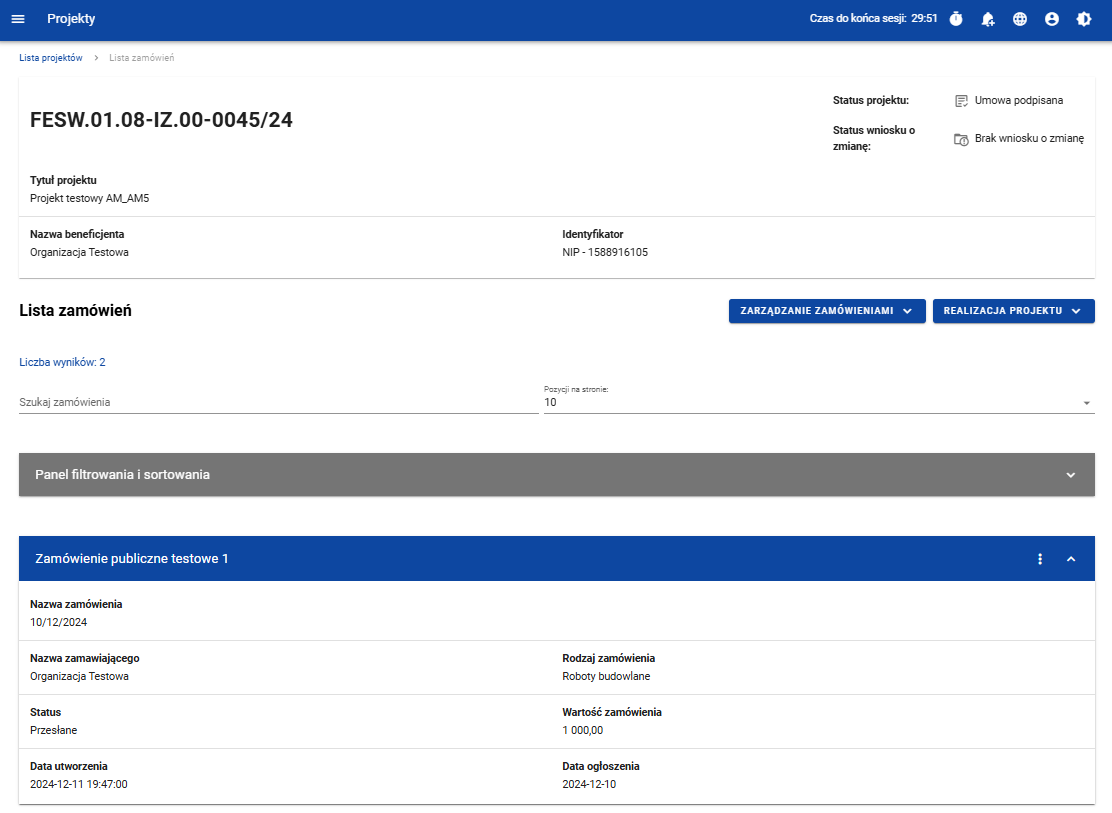 Projekty
Czas do końca sesji: 29:51
Lista projektów > Lista zamówień
FESW.01.08-IZ.00-0045/24
Status projektu:
Umowa podpisana
Status wniosku o
zmianę:
Brak wniosku o zmianę
Tytuł projektu
Projekt testowy AM_AM5
Nazwa beneficjenta
Organizacja Testowa
Identyfikator
NIP - 1588916105
Lista zamówień
ZARZĄDZANIE ZAMÓWIENIAMI
REALIZACJA PROJEKTU
Liczba wyników: 2
Szukaj zamówienia
Pozycji na stronie:
10
Panel filtrowania i sortowania
Zamówienie publiczne testowe 1
Nazwa zamówienia
10/12/2024
Nazwa zamawiającego
Organizacja Testowa
Rodzaj zamówienia
Roboty budowlane
Status
Przesłane
Wartość zamówienia
1 000,00
Data utworzenia
2024-12-11 19:47:00
Data ogłoszenia
2024-12-10